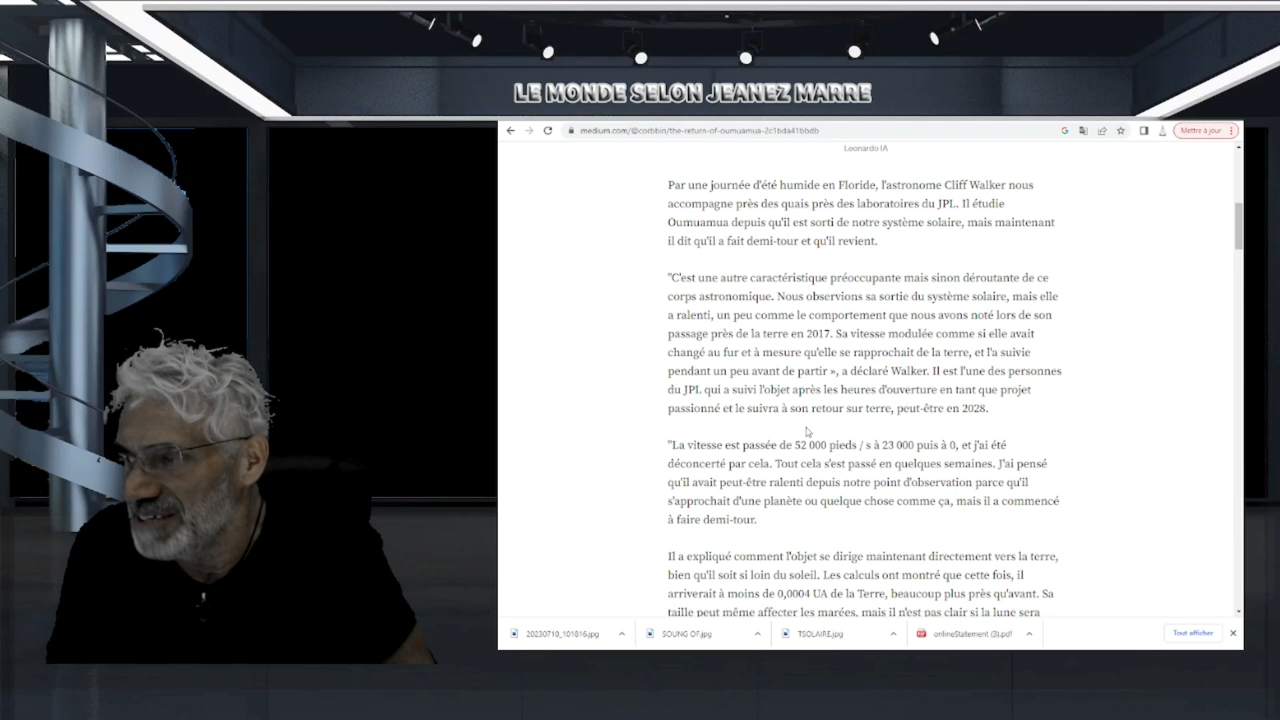 LE MONDE SELON JEANEZ MARRE
medium.com/@corbbin/the-return-of-oumuamua-2c1bda41bbdb
Mettre à jour
Leonardo IA
Par une journée d'été humide en Floride, l'astronome Cliff Walker nous
accompagne près des quais près des laboratoires du JPL. Il étudie
Oumuamua depuis qu'il est sorti de notre système solaire, mais maintenant
il dit qu'il a fait demi-tour et qu'il revient.
"C'est une autre caractéristique préoccupante mais sinon déroutante de ce
corps astronomique. Nous observions sa sortie du système solaire, mais elle
a ralenti, un peu comme le comportement que nous avons noté lors de son
passage près de la terre en 2017. Sa vitesse modulée comme si elle avait
changé au fur et à mesure qu'elle se rapprochait de la terre, et l'a suivie
pendant un peu avant de partir », a déclaré Walker. Il est l'une des personnes
du JPL qui a suivi l'objet après les heures d'ouverture en tant que projet
passionné et le suivra à son retour sur terre, peut-être en 2028.
"La vitesse est passée de 52 000 pieds / s à 23 000 puis à 0, et j'ai été
déconcerté par cela. Tout cela s'est passé en quelques semaines. J'ai pensé
qu'il avait peut-être ralenti depuis notre point d'observation parce qu'il
s'approchait d'une planète ou quelque chose comme ça, mais il a commencé
à faire demi-tour.
Il a expliqué comment l'objet se dirige maintenant directement vers la terre,
bien qu'il soit si loin du soleil. Les calculs ont montré que cette fois, il
arriverait à moins de 0,0004 UA de la Terre, beaucoup plus près qu'avant. Sa
taille peut même affecter les marées, mais il n'est pas clair si la lune sera
20230710_101816.jpg
SOUNG OF.jpg
TSOLAIRE.jpg
onlineStatement (3).pdf
Tout afficher